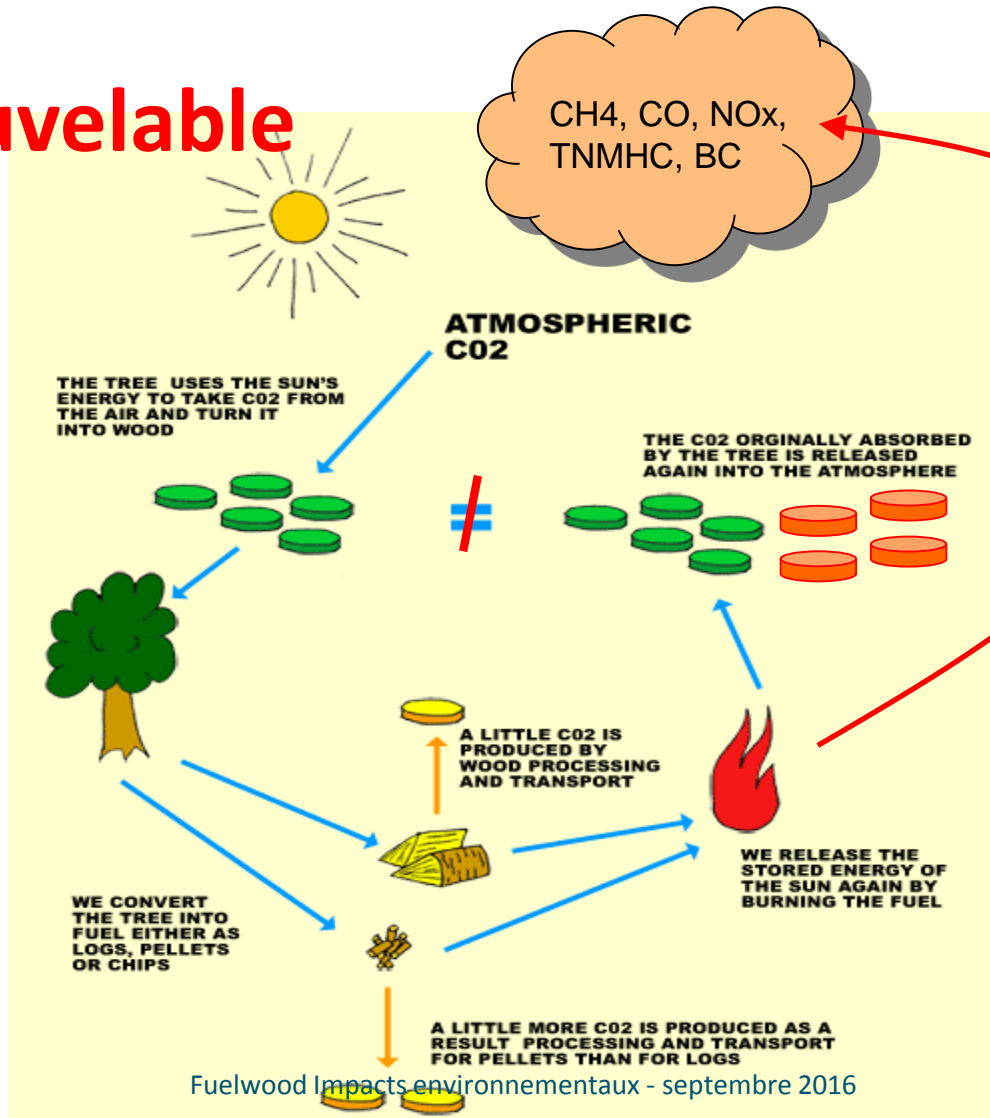 uvelable
CH4, CO, NOx,
TNMHC, BC
ATMOSPHERIC
C02
THE TREE USES THE SUN'S
ENERGY TO TAKE C02 FROM
THE AIR AND TURN IT
INTO WOOD
THE C02 ORGINALLY ABSORBED
BY THE TREE IS RELEASED
AGAIN INTO THE ATMOSPHERE
A LITTLE C02 IS
PRODUCED BY
WOOD PROCESSING
AND TRANSPORT
WE RELEASE THE
STORED ENERGY OF
THE SUN AGAIN BY
BURNING THE FUEL
WE CONVERT
THE TREE INTO
FUEL EITHER AS
LOGS, PELLETS
OR CHIPS
A LITTLE MORE C02 IS PRODUCED AS A
RESULT PROCESSING AND TRANSPORT
FOR PELLETS THAN FOR LOGS
Fuelwood Impacts environnementaux - septembre 2016